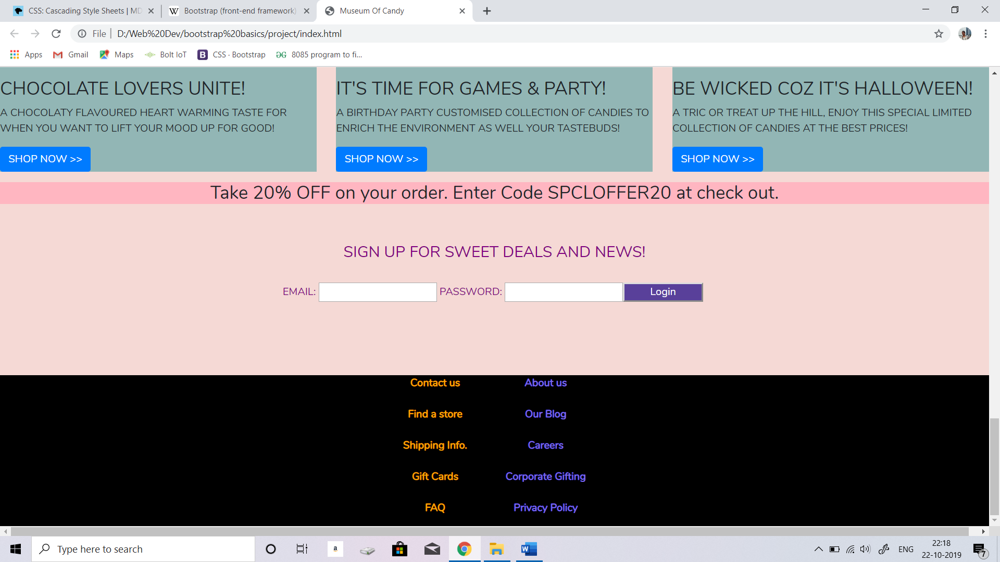 CSS: Cascading Style Sheets | MD
Bootstrap (front-end framework)
Museum Of Candy
File
D:/Web%20Dev/bootstrap%20basics/project/index.html
Apps
Gmail
Maps
Bolt IoT
CSS · Bootstrap
8085 program to fi...
CHOCOLATE LOVERS UNITE!
A CHOCOLATY FLAVOURED HEART WARMING TASTE FOR
WHEN YOU WANT TO LIFT YOUR MOOD UP FOR GOOD!
SHOP NOW >>
IT'S TIME FOR GAMES & PARTY!
A BIRTHDAY PARTY CUSTOMISED COLLECTION OF CANDIES TO
ENRICH THE ENVIRONMENT AS WELL YOUR TASTEBUDS!
SHOP NOW >>
BE WICKED COZ IT'S HALLOWEEN!
A TRIC OR TREAT UP THE HILL, ENJOY THIS SPECIAL LIMITED
COLLECTION OF CANDIES AT THE BEST PRICES!
SHOP NOW >>
Take 20% OFF on your order. Enter Code SPCLOFFER20 at check out.
SIGN UP FOR SWEET DEALS AND NEWS!
EMAIL: PASSWORD: Login
Contact us
Find a store
Shipping Info.
Gift Cards
FAQ
About us
Our Blog
Careers
Corporate Gifting
Privacy Policy
Type here to search
ENG
22:18
22-10-2019
7